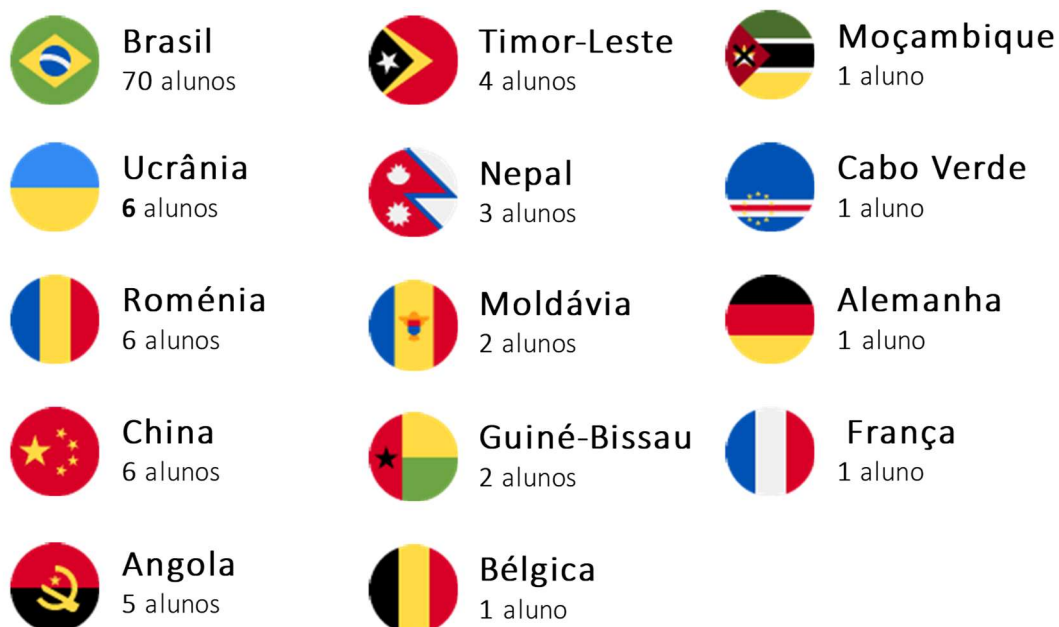 Brasil
70 alunos
Ucrânia
6 alunos
Roménia
6 alunos
China
6 alunos
Angola
5 alunos
Timor-Leste
4 alunos
Nepal
3 alunos
Moldávia
2 alunos
Guiné-Bissau
2 alunos
Bélgica
1 aluno
Moçambique
1 aluno
Cabo Verde
1 aluno
Alemanha
1 aluno
França
1 aluno